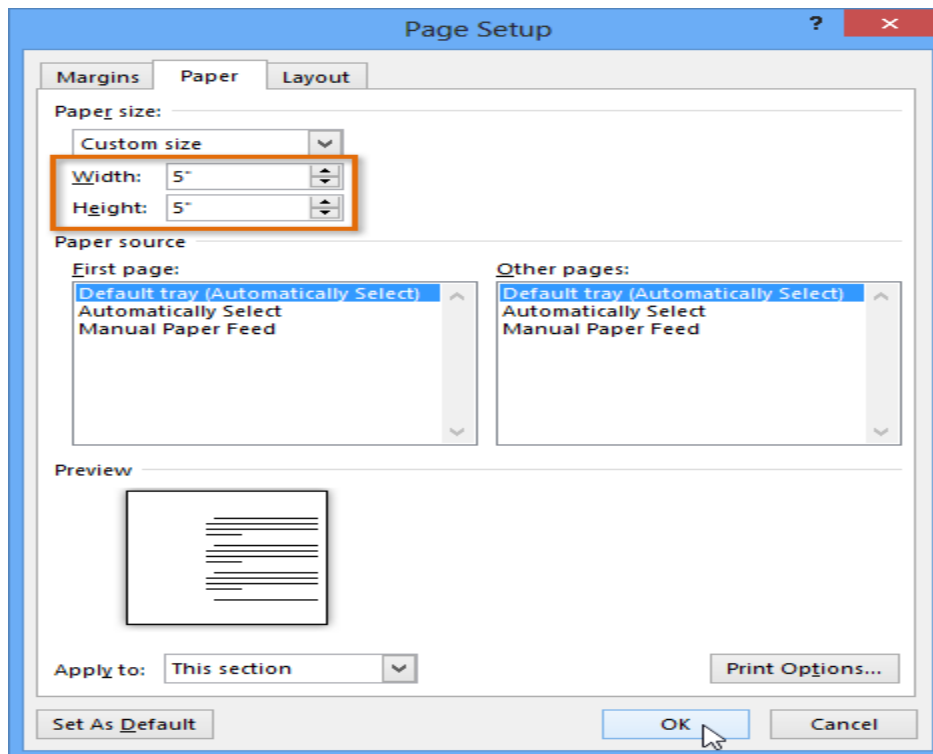 Page Setup ?
Margins Paper Layout
Paper size:
Custom size
Width: 5"
Height: 5"
Paper source
First page: Other pages:
Default tray (Automatically Select) Default tray (Automatically Select)
Automatically Select Automatically Select
Manual Paper Feed Manual Paper Feed
Preview
Apply to: This section Print Options...
Set As Default OK Cancel